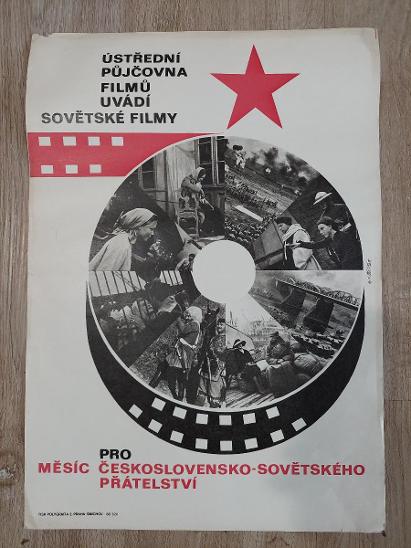 ÚSTŘEDNÍ
PŮJČOVNA
FILMŮ
UVÁDÍ
SOVĚTSKÉ FILMY
PRO
MĚSÍC ČESKOSLOVENSKO-SOVĚTSKÉHO
PŘÁTELSTVÍ